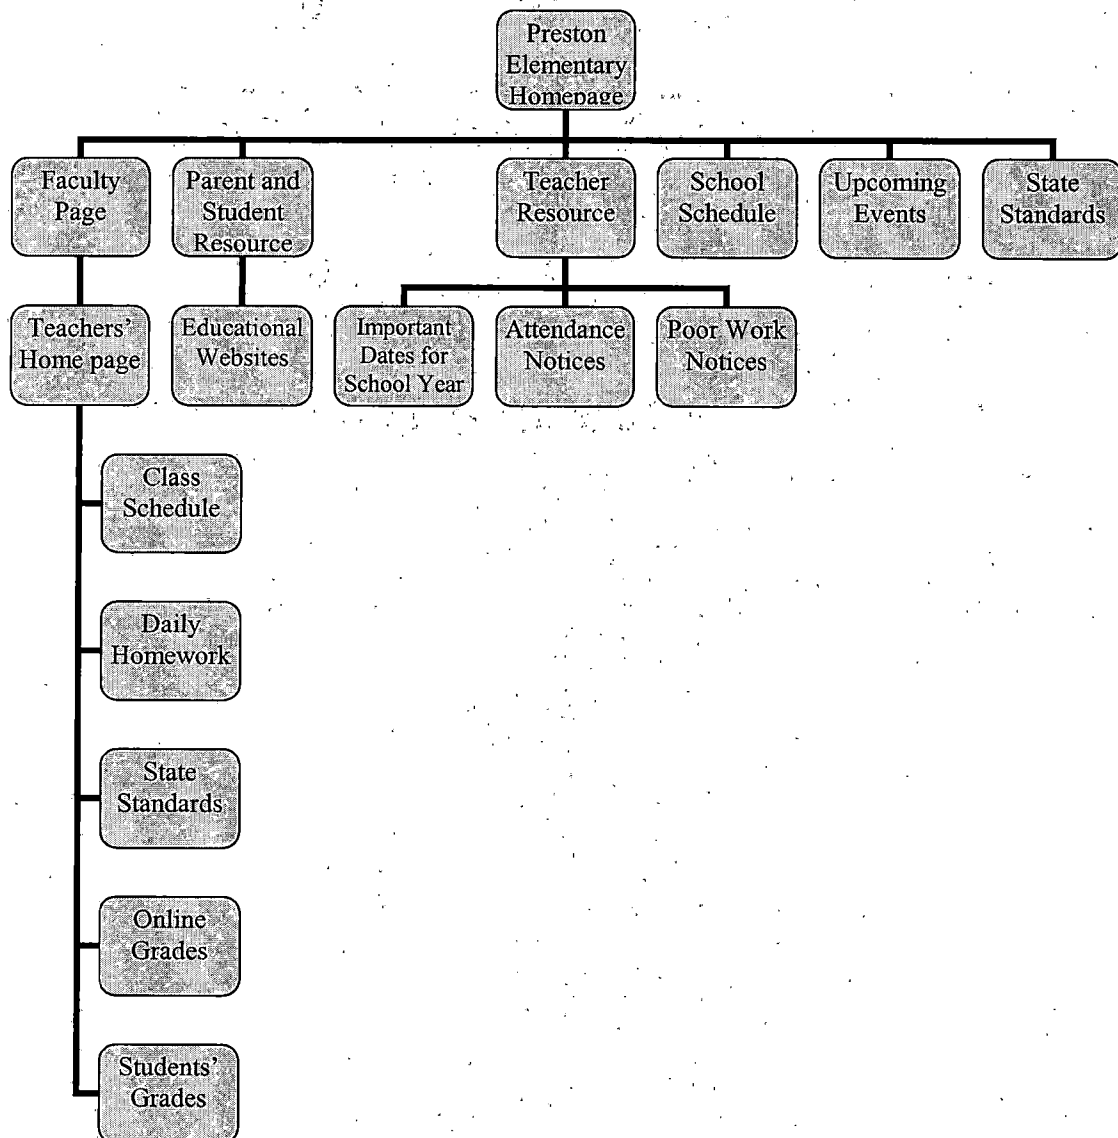 Preston
Elementary
Homepage
Faculty
Page
Parent and
Student
Resource
Teacher
Resource
School
Schedule
Upcoming
Events
State
Standards
Teachers'
Home page
Educational
Websites
Important
Dates for
School Year
Attendance
Notices
Poor Work
Notices
Class
Schedule
Daily
Homework
State
Standards
Online
Grades
Students'
Grades